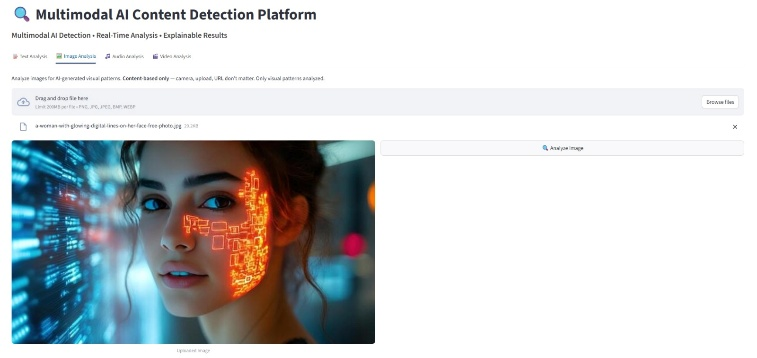 Multimodal AI Content Detection Platform
Multimodal AI Detection • Real-Time Analysis • Explainable Results
Text Analysis Image Analysis Audio Analysis Video Analysis
Analyze images for AI-generated visual patterns. Content-based only — camera, upload, URL don't matter. Only visual patterns analyzed.
Drag and drop file here
Limit 200MB per file • PNG, JPG, JPEG, BMP, WEBP
Browse files
a-woman-with-glowing-digital-lines-on-her-face-free-photo.jpg
Analyze Image
Uploaded Image